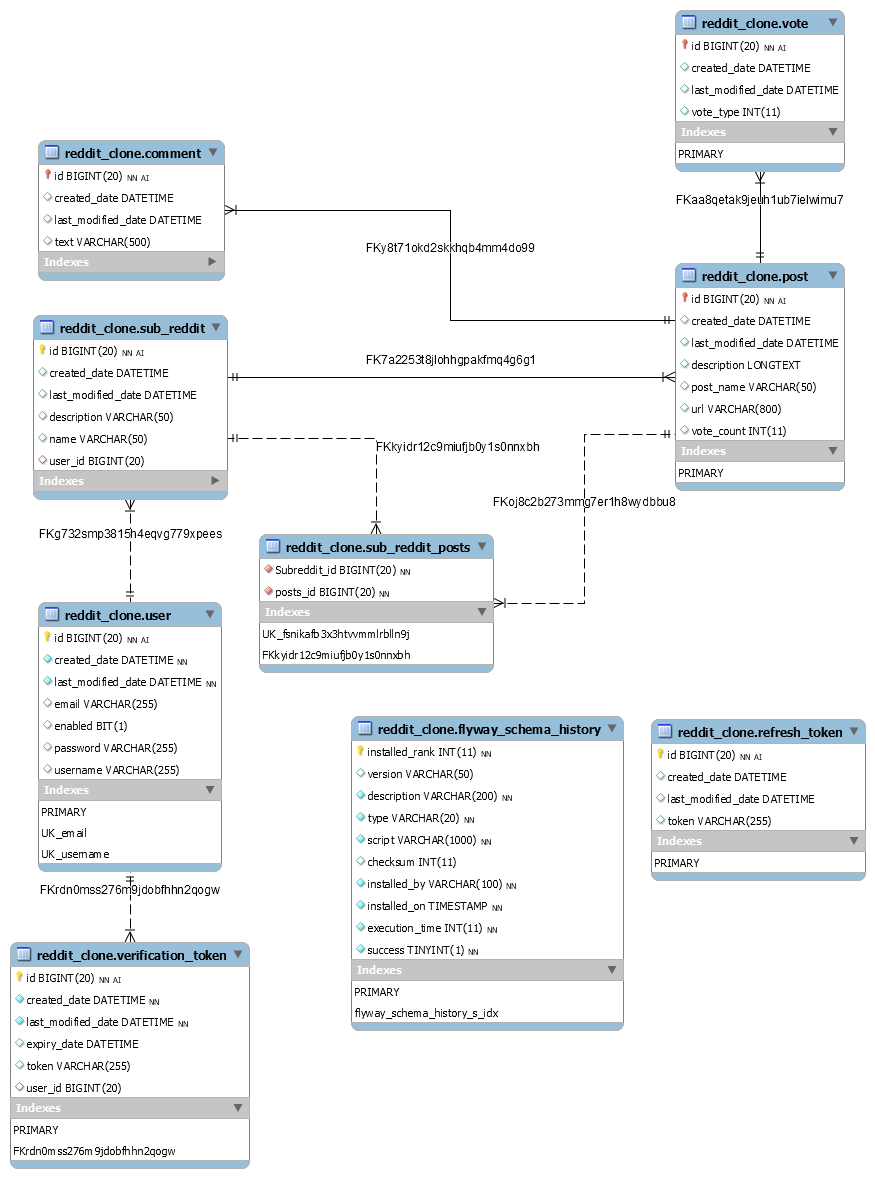 reddit_clone.vote
id BIGINT(20) NN AI
created_date DATETIME
last_modified_date DATETIME
vote_type INT(11)
Indexes
PRIMARY
FKaa8qetak9jeuh1ub7ielwimu7
reddit_clone.comment
id BIGINT(20) NN AI
created_date DATETIME
last_modified_date DATETIME
text VARCHAR(500)
Indexes
FKy8t71okd2skkhqb4mm4do99
reddit_clone.post
id BIGINT(20) NN AI
created_date DATETIME
last_modified_date DATETIME
description LONGTEXT
post_name VARCHAR(50)
url VARCHAR(800)
vote_count INT(11)
Indexes
PRIMARY
reddit_clone.sub_reddit
id BIGINT(20) NN AI
created_date DATETIME
last_modified_date DATETIME
description VARCHAR(50)
name VARCHAR(50)
user_id BIGINT(20)
Indexes
FK7a2253t8jlohhgpakfmq4g6g1
FKkyidr12c9miufjb0y1s0nnxbh
FKoj8c2b273mmg7er1h8wydbbu8
FKg732smp3815h4eqvg779xpees
reddit_clone.sub_reddit_posts
Subreddit_id BIGINT(20) NN
posts_id BIGINT(20) NN
Indexes
UK_fsnikafb3x3htvvmmlrblln9j
FKkyidr12c9miufjb0y1s0nnxbh
reddit_clone.user
id BIGINT(20) NN AI
created_date DATETIME NN
last_modified_date DATETIME NN
email VARCHAR(255)
enabled BIT(1)
password VARCHAR(255)
username VARCHAR(255)
Indexes
PRIMARY
UK_email
UK_username
FKrdn0mss276m9jdobfhhn2qogw
reddit_clone.flyway_schema_history
installed_rank INT(11) NN
version VARCHAR(50)
description VARCHAR(200) NN
type VARCHAR(20) NN
script VARCHAR(1000) NN
checksum INT(11)
installed_by VARCHAR(100) NN
installed_on TIMESTAMP NN
execution_time INT(11) NN
success TINYINT(1) NN
Indexes
PRIMARY
flyway_schema_history_s_idx
reddit_clone.refresh_token
id BIGINT(20) NN AI
created_date DATETIME
last_modified_date DATETIME
token VARCHAR(255)
Indexes
PRIMARY
reddit_clone.verification_token
id BIGINT(20) NN AI
created_date DATETIME NN
last_modified_date DATETIME NN
expiry_date DATETIME
token VARCHAR(255)
user_id BIGINT(20)
Indexes
PRIMARY
FKrdn0mss276m9jdobfhhn2qogw